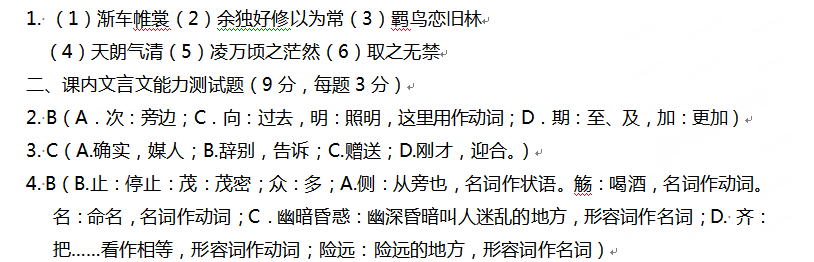 1. （1）渐车帷裳（2）余独好修以为常（3）羁鸟恋旧林
（4）天朗气清（5）凌万顷之茫然（6）取之无禁
二、课内文言文能力测试题（9分，每题3分）
2. B（A．次：旁边；C．向：过去，明：照明，这里用作动词；D．期：至、及，加：更加）
3. C（A.确实，媒人；B.辞别，告诉；C.赠送；D.刚才，迎合。）
4. B（B.止：停止：茂：茂密；众：多；A.侧：从旁也，名词作状语。觞：喝酒，名词作动词。
名：命名，名词作动词；C．幽暗昏惑：幽深昏暗叫人迷乱的地方，形容词作名词；D. 齐：
把……看作相等，形容词作动词；险远：险远的地方，形容词作名词）